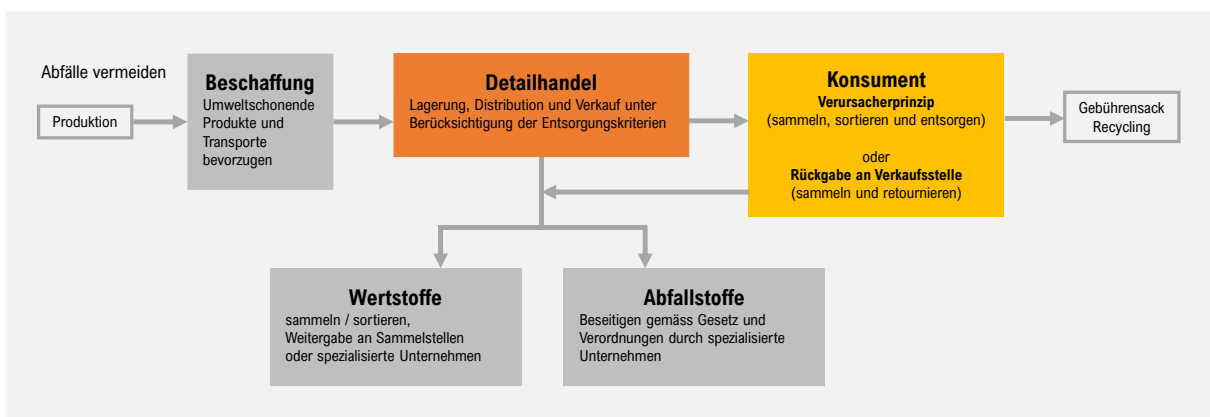 Abfälle vermeiden
Produktion
Beschaffung
Umweltschonende
Produkte und
Transporte
bevorzugen
Detailhandel
Lagerung, Distribution und Verkauf unter
Berücksichtigung der Entsorgungskriterien
Konsument
Verursacherprinzip
(sammeln, sortieren und entsorgen)
oder
Rückgabe an Verkaufsstelle
(sammeln und retournieren)
Gebührensack
Recycling
Wertstoffe
sammeln / sortieren,
Weitergabe an Sammelstellen
oder spezialisierte Unternehmen
Abfallstoffe
Beseitigen gemäss Gesetz und
Verordnungen durch spezialisierte
Unternehmen